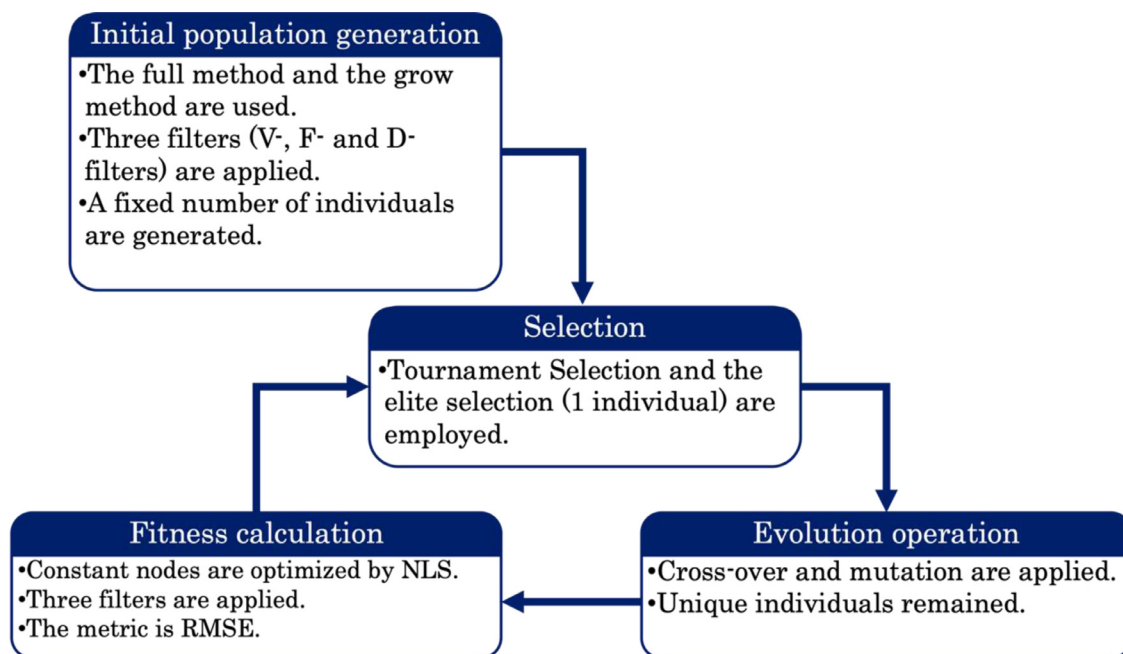 Initial population generation
•The full method and the grow
method are used.
•Three filters (V-, F- and D-
filters) are applied.
•A fixed number of individuals
are generated.
Selection
•Tournament Selection and the
elite selection (1 individual) are
employed.
Fitness calculation
•Constant nodes are optimized by NLS.
•Three filters are applied.
•The metric is RMSE.
Evolution operation
•Cross-over and mutation are applied.
•Unique individuals remained.